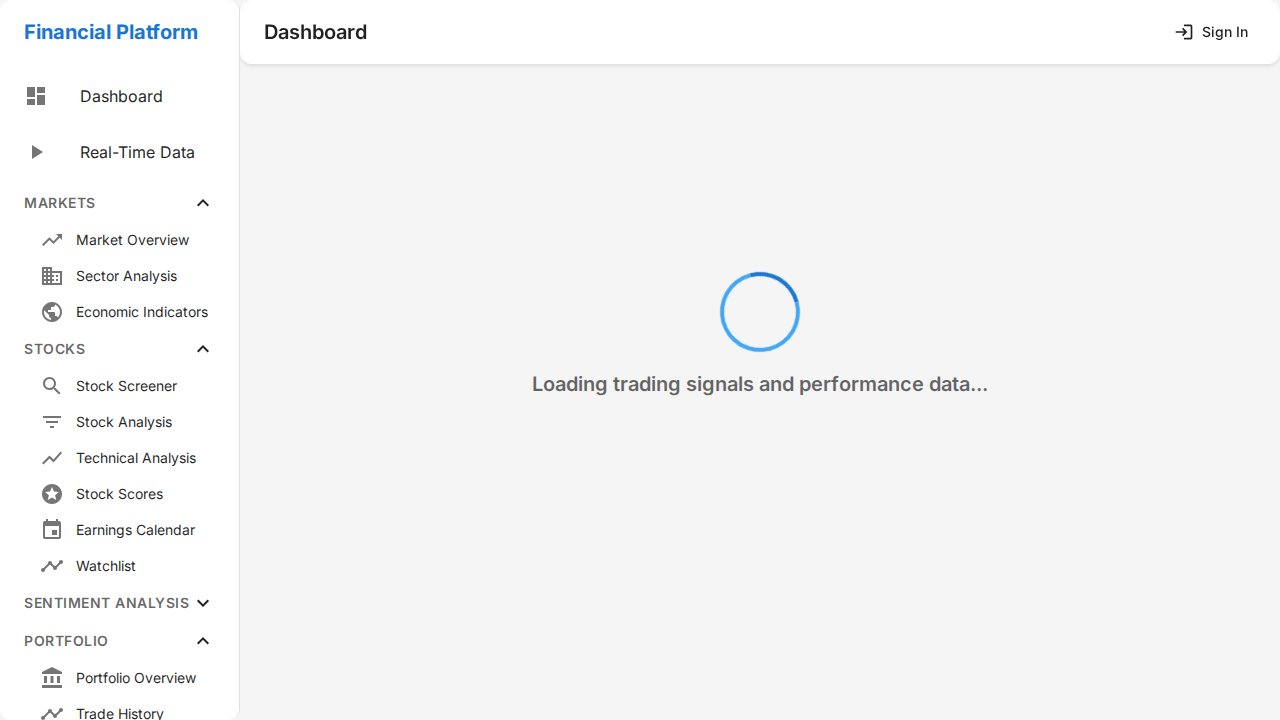 Financial Platform
Dashboard
Sign In
Dashboard
Real-Time Data
MARKETS
Market Overview
Sector Analysis
Economic Indicators
STOCKS
Stock Screener
Stock Analysis
Technical Analysis
Stock Scores
Earnings Calendar
Watchlist
SENTIMENT ANALYSIS
PORTFOLIO
Portfolio Overview
Trade History
Loading trading signals and performance data...